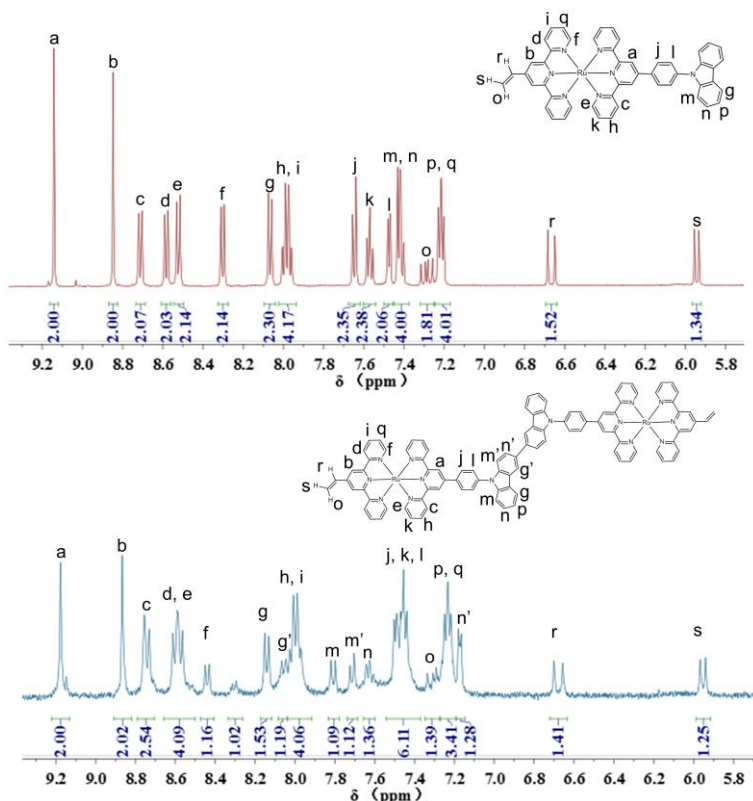 a
b
c
d
e
f
g
h, i
j
k
l
m, n
o
p, q
r
s
i q
d f
r H b
S H
O H
N N N
Ru
N N N
a
j l
N
e c
k h
m g
n p
2.00
2.00
2.07
2.03
2.14
2.14
2.30
4.17
2.35
2.38
2.06
4.00
1.81
4.01
1.52
1.34
9.2 9.0 8.8 8.6 8.4 8.2 8.0 7.8 7.6 7.4 7.2 7.0 6.8 6.6 6.4 6.2 6.0
δ (ppm)
i q
d f
r H b
S H
O H
N N N
Ru
N N N
a
j l
N
e c
k h
m' n'
g'
m g
n p
N
N N N
Ru
N N N
a
b
c
d, e
f
g
g'
h, i
m
m'
n
j, k, l
o
p, q
n'
r
s
2.00
2.02
2.54
4.09
1.16
1.02
1.53
1.19
4.06
1.09
1.12
1.36
6.11
1.39
3.41
1.28
1.41
1.25
9.2 9.0 8.8 8.6 8.4 8.2 8.0 7.8 7.6 7.4 7.2 7.0 6.8 6.6 6.4 6.2 6.0
δ (ppm)